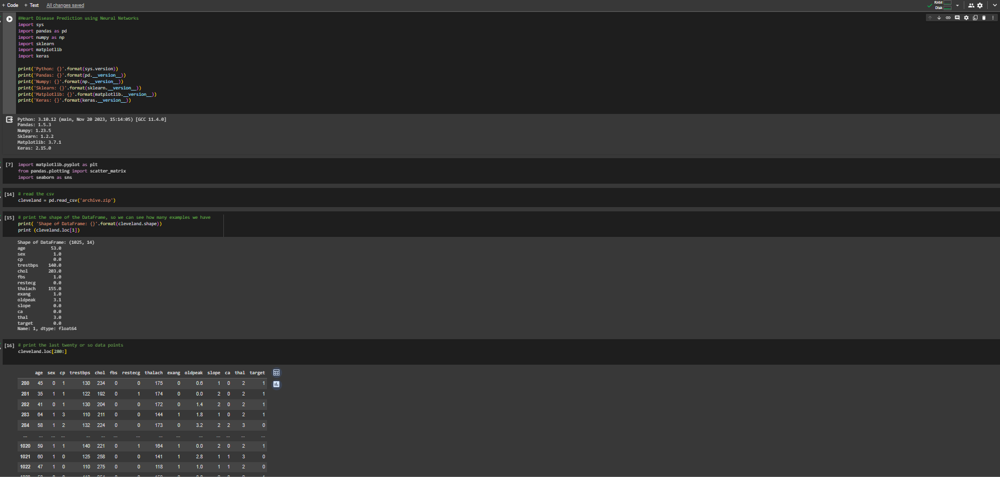 + Code + Text All changes saved
RAM
Disk
#Heart Disease Prediction using Neural Networks
import sys
import pandas as pd
import numpy as np
import sklearn
import matplotlib
import keras
print('Python: {}'.format(sys.version))
print('Pandas: {}'.format(pd.__version__))
print('Numpy: {}'.format(np.__version__))
print('Sklearn: {}'.format(sklearn.__version__))
print('Matplotlib: {}'.format(matplotlib.__version__))
print('Keras: {}'.format(keras.__version__))
Python: 3.10.12 (main, Nov 20 2023, 15:14:05) [GCC 11.4.0]
Pandas: 1.5.3
Numpy: 1.23.5
Sklearn: 1.2.2
Matplotlib: 3.7.1
Keras: 2.15.0
[7] import matplotlib.pyplot as plt
from pandas.plotting import scatter_matrix
import seaborn as sns
[14] # read the csv
cleveland = pd.read_csv('archive.zip')
[15] # print the shape of the DataFrame, so we can see how many examples we have
print( 'Shape of DataFrame: {}'.format(cleveland.shape))
print (cleveland.loc[1])
Shape of DataFrame: (1025, 14)
age 53.0
sex 1.0
cp 0.0
trestbps 140.0
chol 203.0
fbs 1.0
restecg 0.0
thalach 155.0
exang 1.0
oldpeak 3.1
slope 0.0
ca 0.0
thal 3.0
target 0.0
Name: 1, dtype: float64
[16] # print the last twenty or so data points
cleveland.loc[280:]
age sex cp trestbps chol fbs restecg thalach exang oldpeak slope ca thal target
280 45 0 1 130 234 0 0 175 0 0.6 1 0 2 1
281 35 1 1 122 192 0 1 174 0 0.0 2 0 2 1
282 41 0 1 130 204 0 0 172 0 1.4 2 0 2 1
283 64 1 3 110 211 0 0 144 1 1.8 1 0 2 1
284 58 1 2 132 224 0 0 173 0 3.2 2 2 3 0
... ... ... ... ... ... ... ... ... ... ... ... ... ... ...
1020 59 1 1 140 221 0 1 164 1 0.0 2 0 2 1
1021 60 1 0 125 258 0 0 141 1 2.8 1 1 3 0
1022 47 1 0 110 275 0 0 118 1 1.0 1 1 2 0